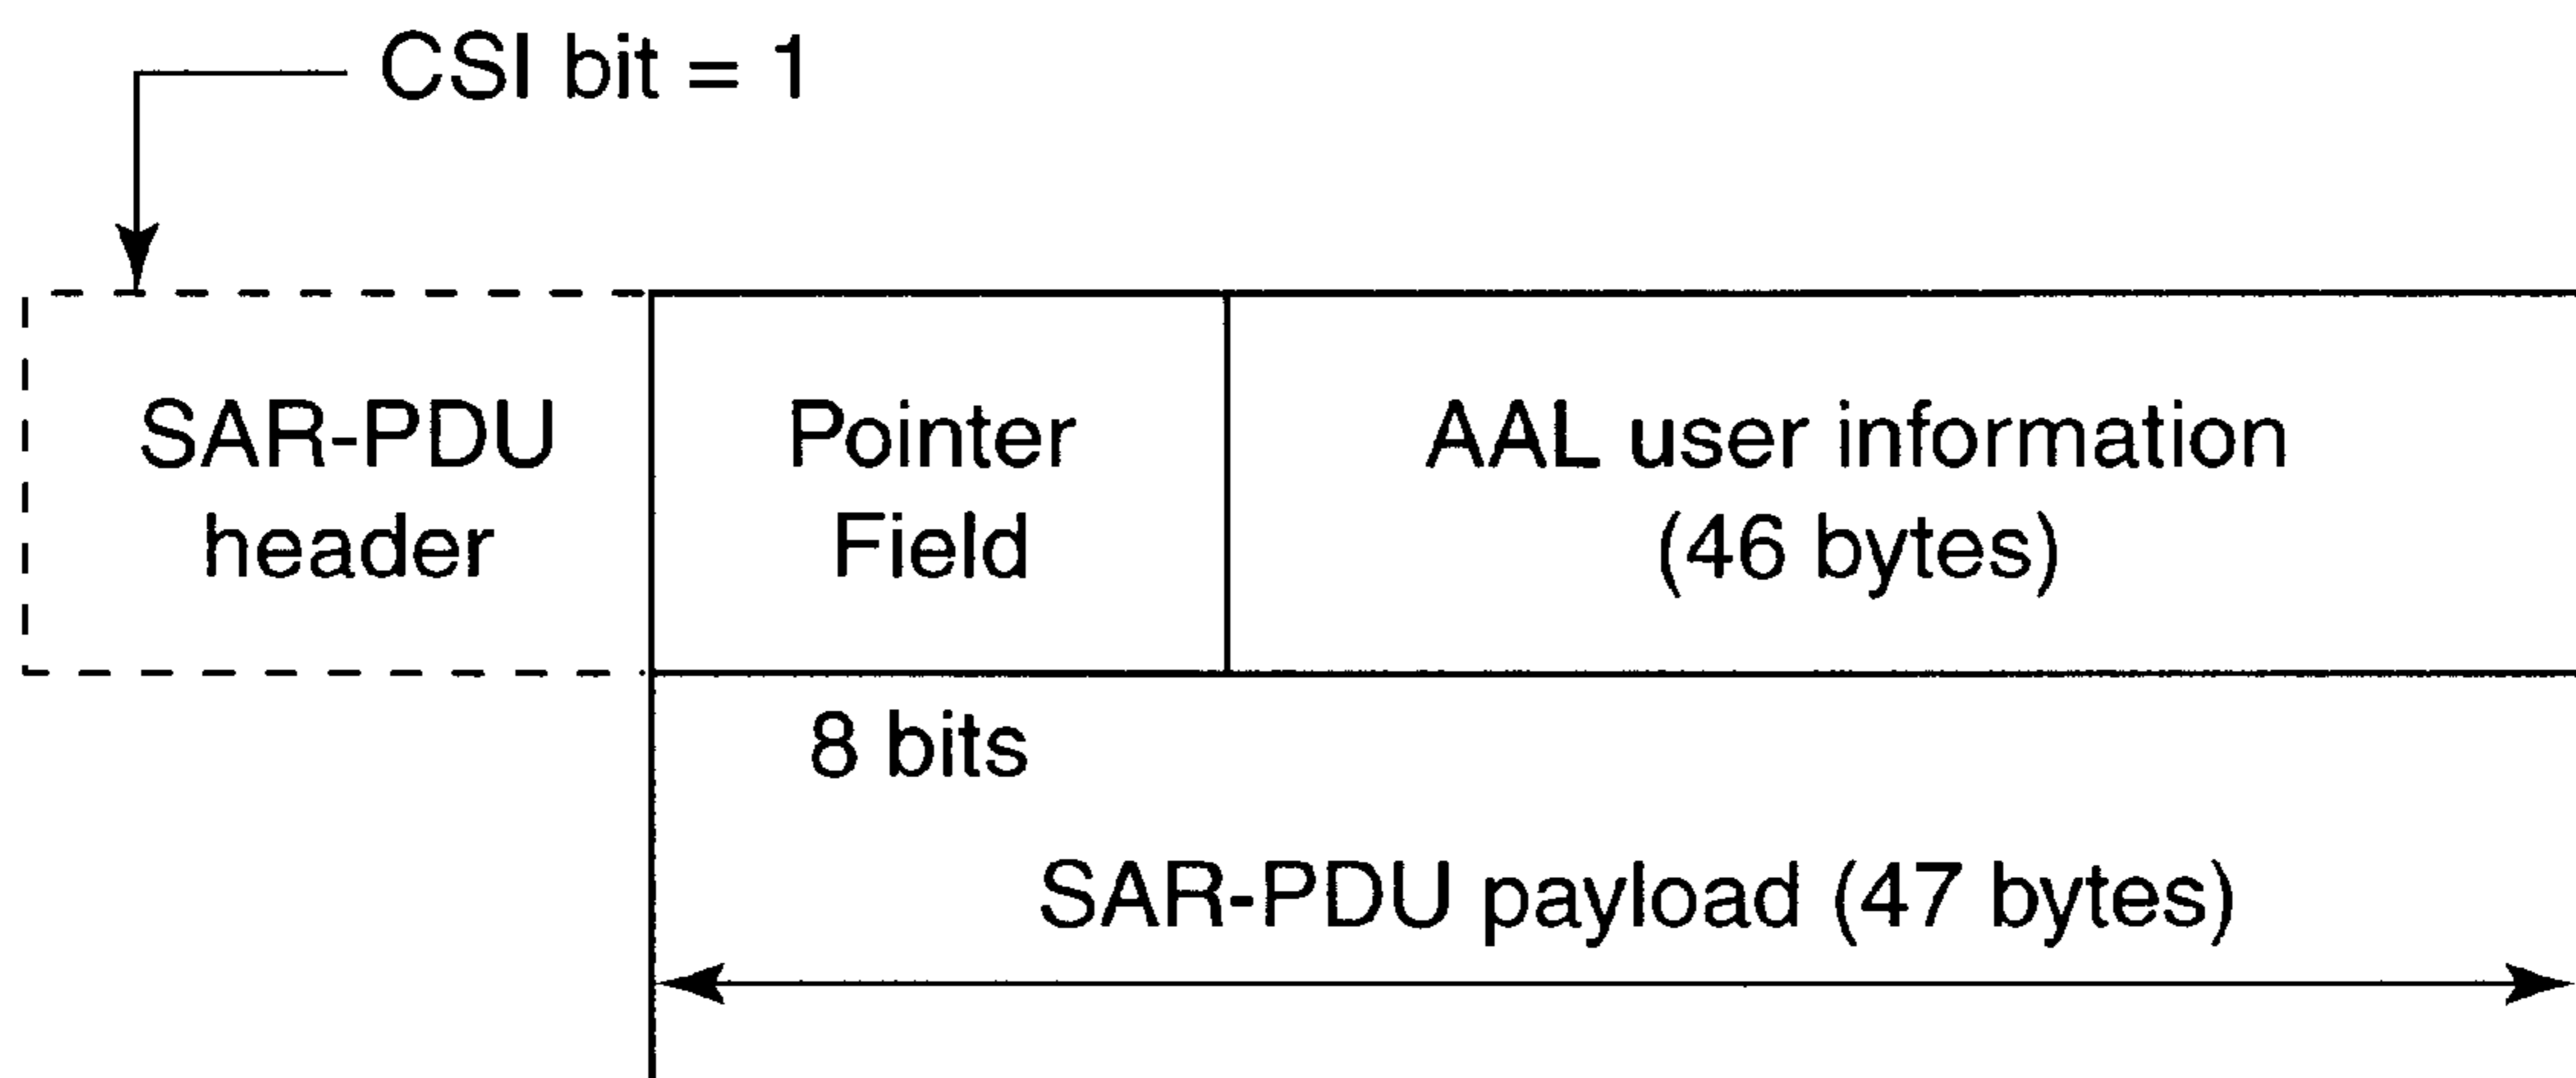 CSI bit = 1
SAR-PDU
header
Pointer
Field
AAL user information
(46 bytes)
8 bits
SAR-PDU payload (47 bytes)